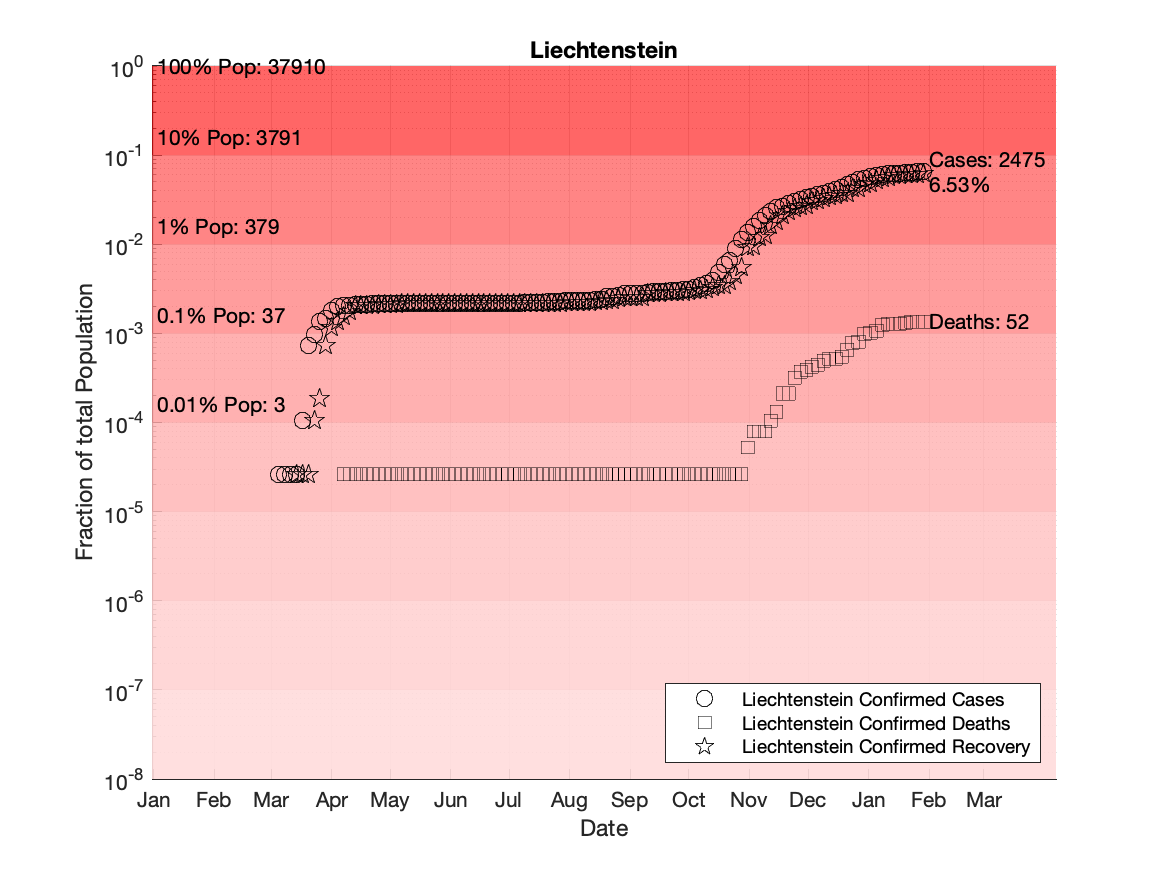 Liechtenstein
10^0
100% Pop: 37910
10% Pop: 3791
10^-1
Cases: 2475
6.53%
1% Pop: 379
10^-2
0.1% Pop: 37
Deaths: 52
10^-3
0.01% Pop: 3
10^-4
10^-5
10^-6
10^-7
10^-8
Fraction of total Population
Liechtenstein Confirmed Cases
Liechtenstein Confirmed Deaths
Liechtenstein Confirmed Recovery
Jan Feb Mar Apr May Jun Jul Aug Sep Oct Nov Dec Jan Feb Mar
Date